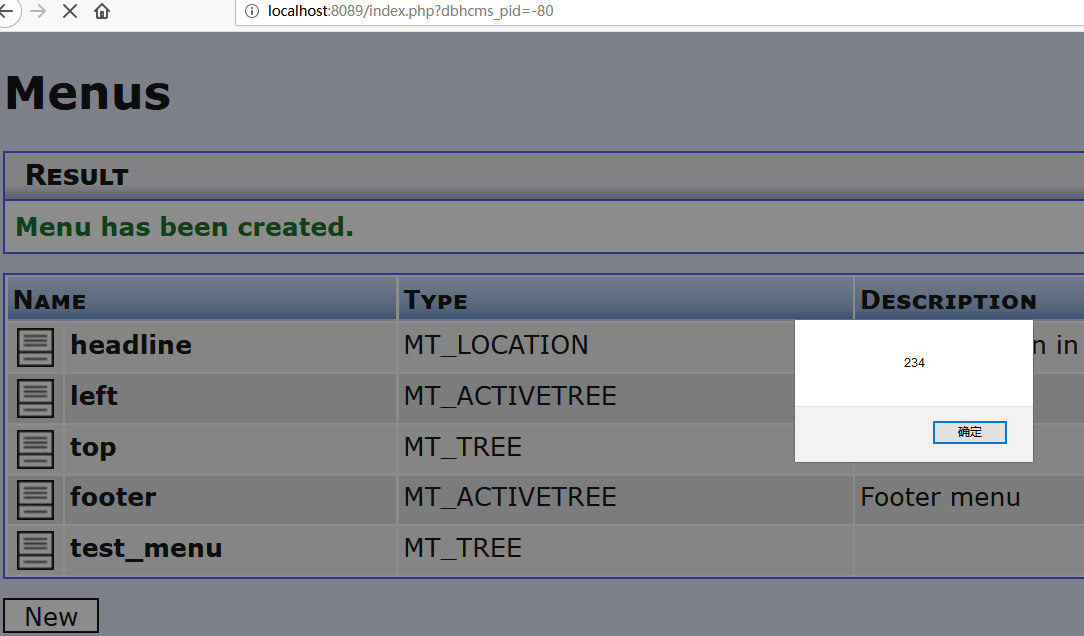 localhost:8089/index.php?dbhcms_pid=-80
Menus
Result
Menu has been created.
Name Type Description
headline MT_LOCATION n in
left MT_ACTIVETREE
top MT_TREE
footer MT_ACTIVETREE Footer menu
test_menu MT_TREE
234
确定
New